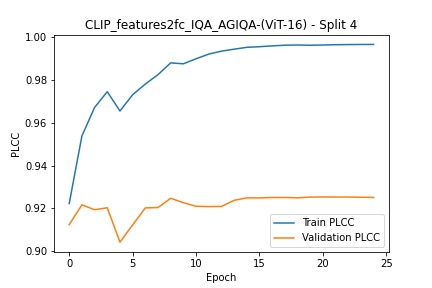 CLIP_features2fc_IQA_AGIQA-(ViT-16) - Split 4
1.00
0.98
0.96
0.94
0.92
0.90
PLCC
Train PLCC
Validation PLCC
0 5 10 15 20 25
Epoch